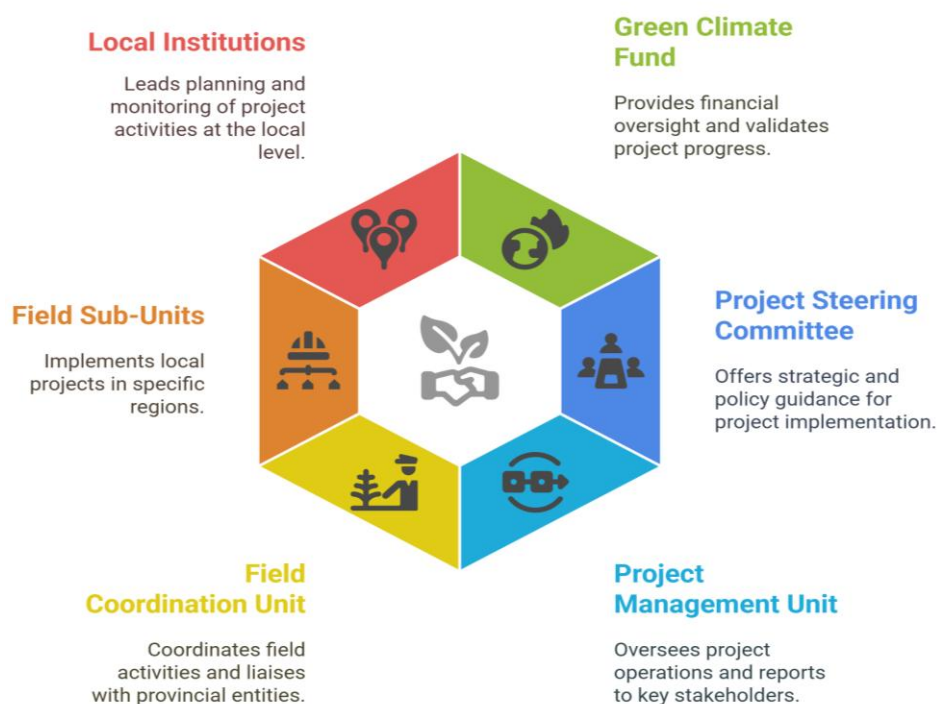 Local Institutions
Leads planning and
monitoring of project
activities at the local
level.
Green Climate
Fund
Provides financial
oversight and validates
project progress.
Field Sub-Units
Implements local
projects in specific
regions.
Project Steering
Committee
Offers strategic and
policy guidance for
project implementation.
Field
Coordination Unit
Coordinates field
activities and liaises
with provincial entities.
Project
Management Unit
Oversees project
operations and reports
to key stakeholders.